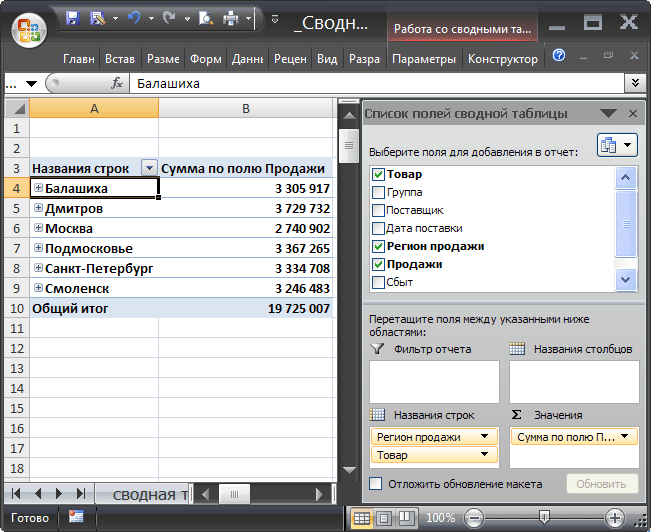 _Сводн...
Работа со сводными та...
Главн Встав Разме Форм Данны Рецен Вид Разра Параметры Конструктор
... fx Балашиха
A B
1
2
3 Названия строк Сумма по полю Продажи
4 Балашиха 3 305 917
5 Дмитров 3 729 732
6 Москва 2 740 902
7 Подмосковье 3 367 265
8 Санкт-Петербург 3 334 708
9 Смоленск 3 246 483
10 Общий итог 19 725 007
11
12
13
14
15
16
17
18
сводная т
Готово
100%
Список полей сводной таблицы
Выберите поля для добавления в отчет:
Товар
Группа
Поставщик
Дата поставки
Регион продажи
Продажи
Сбыт
Перетащите поля между указанными ниже
областями:
Фильтр отчета Названия столбцов
Названия строк Σ Значения
Регион продажи Сумма по полю П...
Товар
Отложить обновление макета Обновить